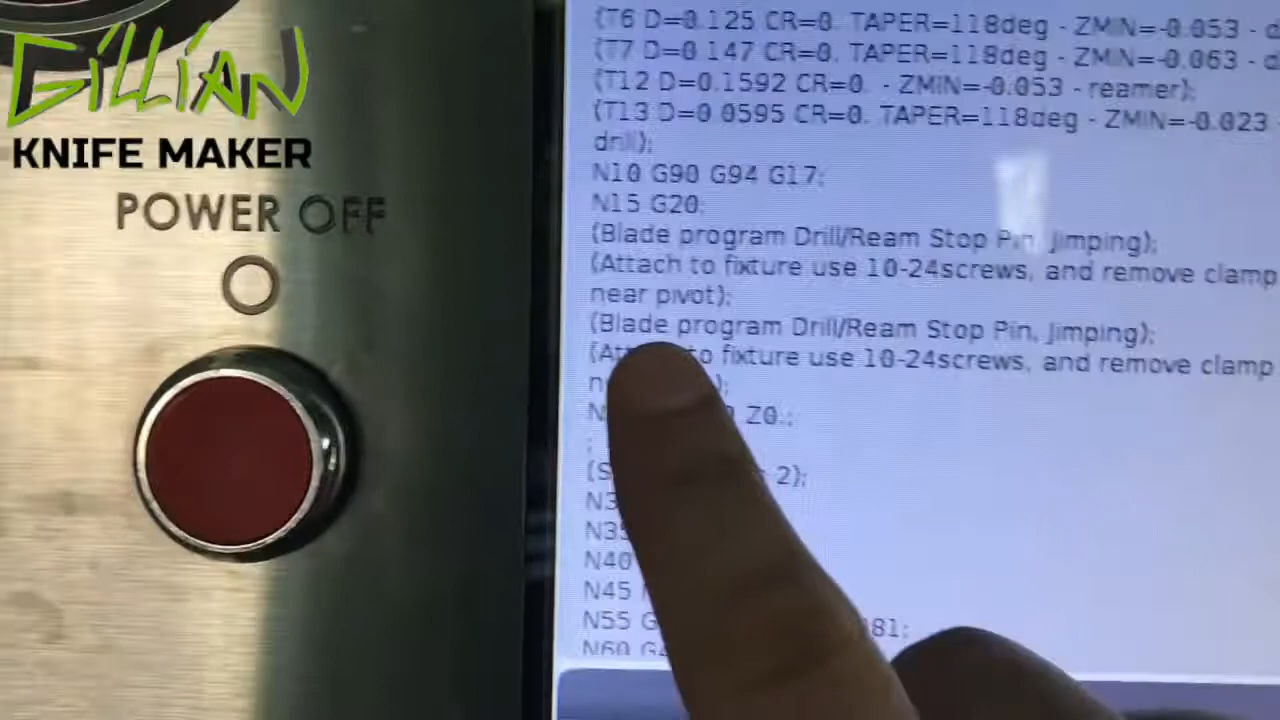 GiLLiAN
KNIFE MAKER
POWER OFF
(T6 D=0.125 CR=0. TAPER=118deg - ZMIN=-0.053 -
(T7 D=0.147 CR=0. TAPER=118deg - ZMIN=-0.063 -
(T12 D=0.1592 CR=0. - ZMIN=-0.053 - reamer);
(T13 D=0.0595 CR=0. TAPER=118deg - ZMIN=-0.023
drill);
N10 G90 G94 G17;
N15 G20;
(Blade program Drill/Ream Stop Pin, Jimping);
(Attach to fixture use 10-24screws, and remove clamp
near pivot);
(Blade program Drill/Ream Stop Pin, Jimping);
to fixture use 10-24screws, and remove clamp
Z0.;
;
2);
N40
N45
N55
N60